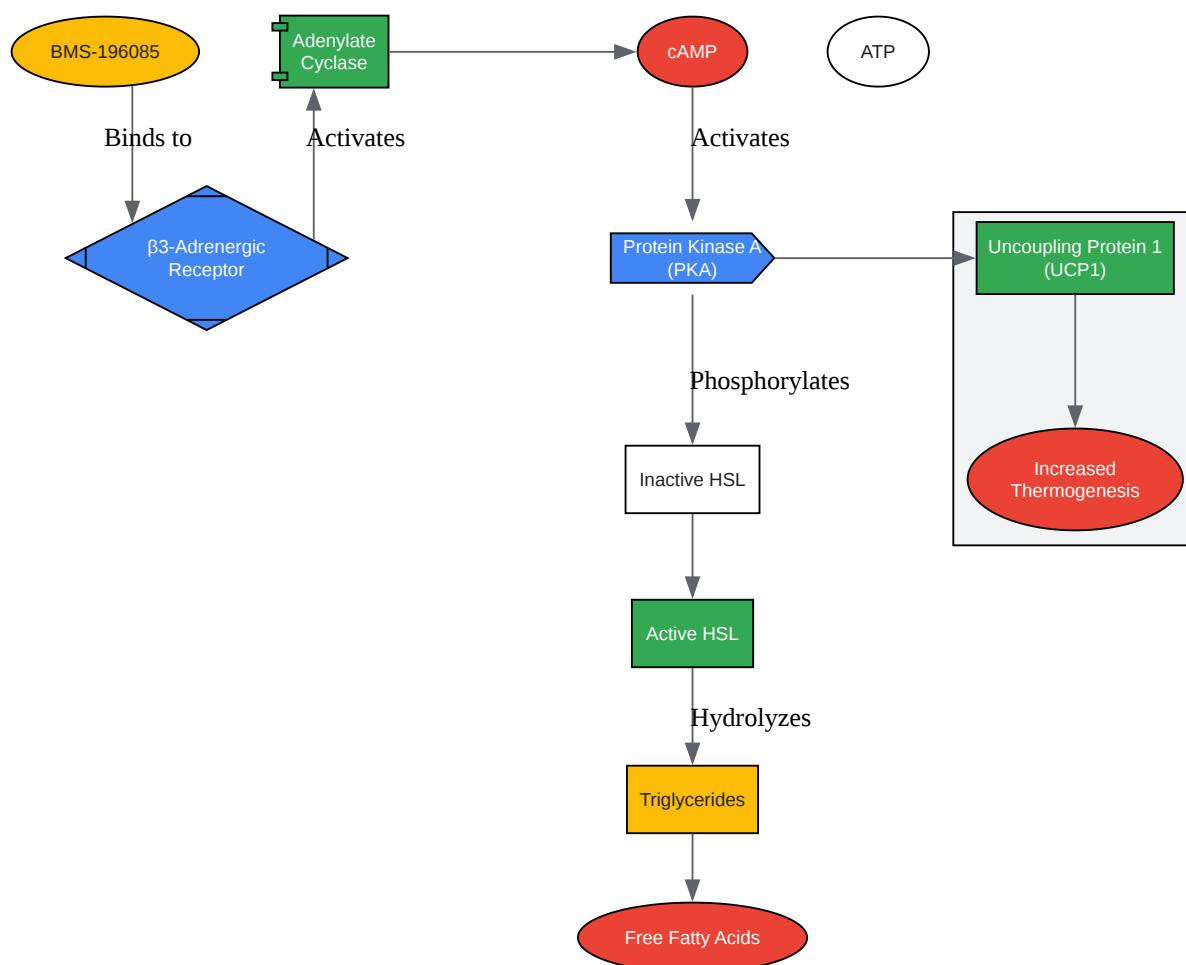 BMS-196085
Adenylate
Cyclase
cAMP
ATP
Binds to
Activates
Activates
β3-Adrenergic
Receptor
Protein Kinase A
(PKA)
Uncoupling Protein 1
(UCP1)
Phosphorylates
Inactive HSL
Increased
Thermogenesis
Active HSL
Hydrolyzes
Triglycerides
Free Fatty Acids